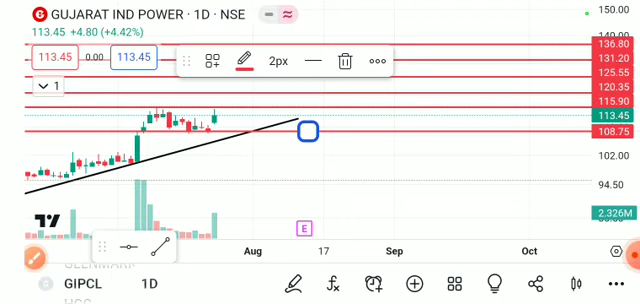 GUJARAT IND POWER · 1D · NSE
113.45 +4.80 (+4.42%)
113.45 0.00 113.45
2px
1
150.00
140.00
136.80
131.20
125.55
120.35
115.90
113.45
108.75
102.00
94.50
2.326M
E
Aug 17 Sep Oct
GLENMARK
GIPCL 1D